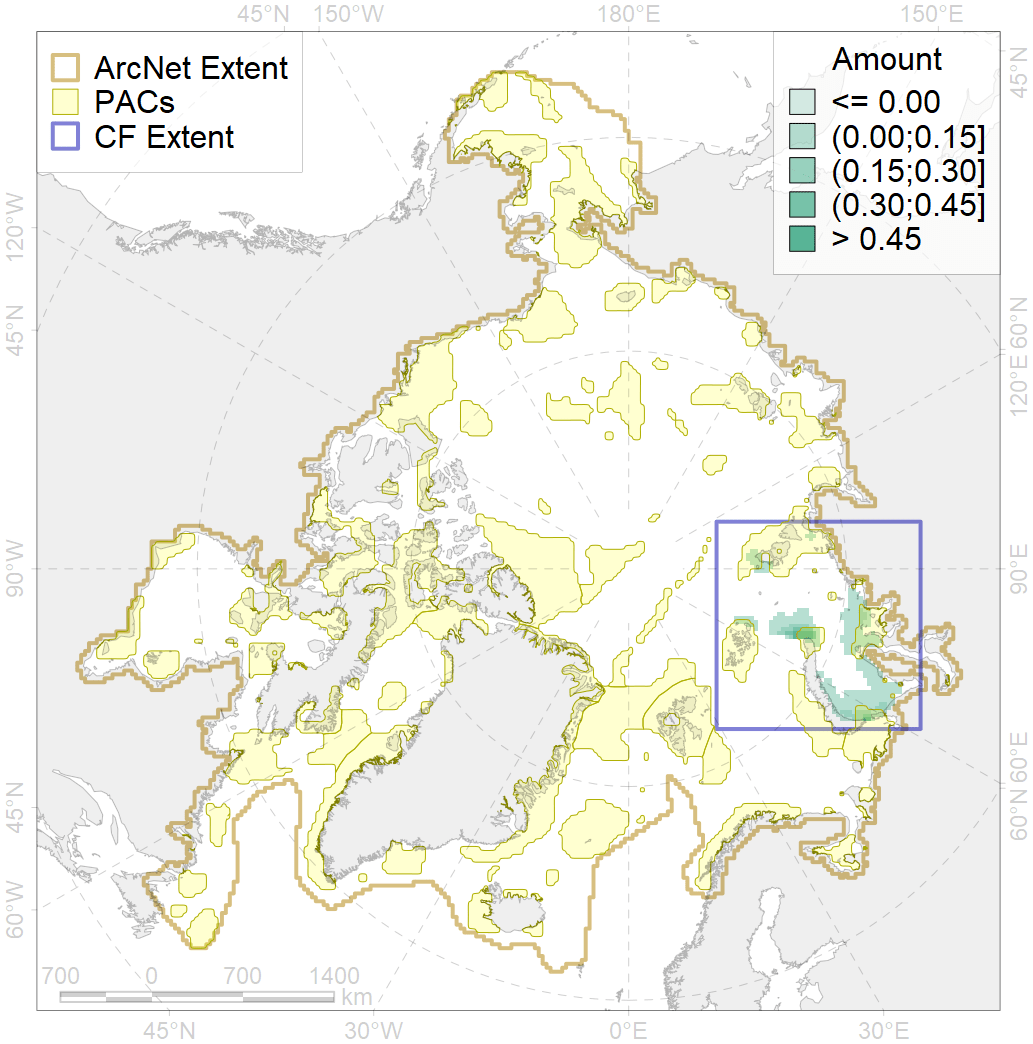 45°N 150°W 180°E 150°E
ArcNet Extent
PACs
CF Extent
Amount
<= 0.00
(0.00;0.15]
(0.15;0.30]
(0.30;0.45]
> 0.45
45°N
120°W
45°N
60°N
120°E
90°W
90°E
45°N
60°E
60°N
60°W
700 0 700 1400
km
45°N 30°W 0°E 30°E